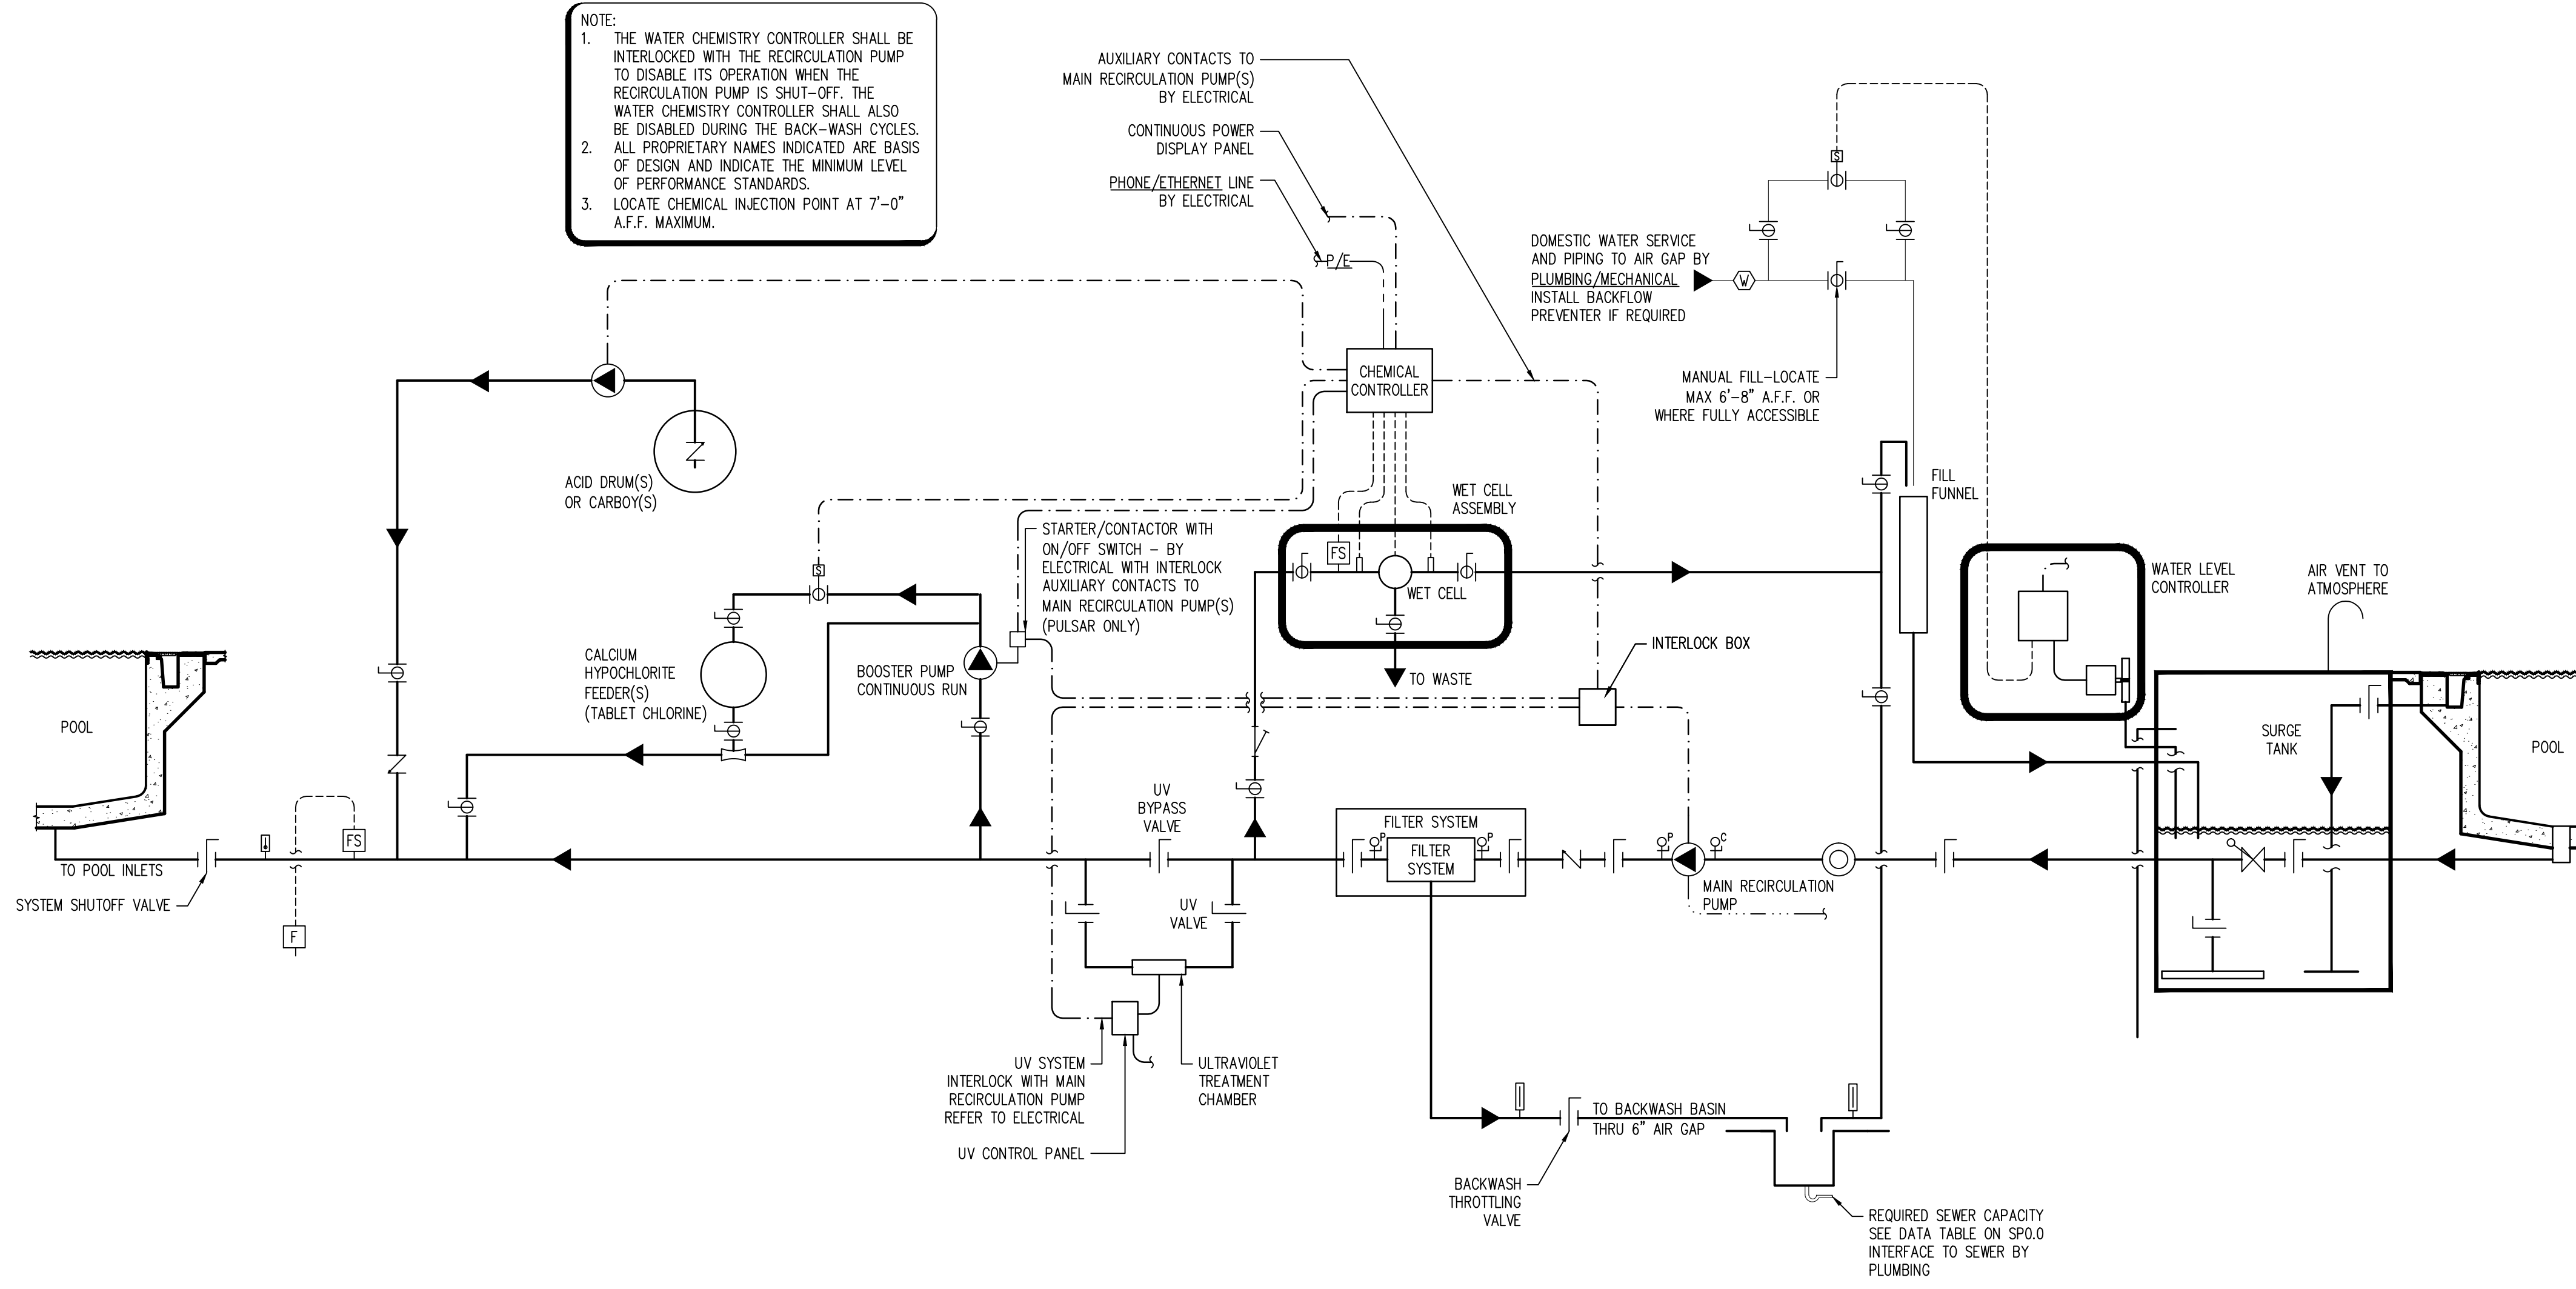 NOTE:
1. THE WATER CHEMISTRY CONTROLLER SHALL BE
INTERLOCKED WITH THE RECIRCULATION PUMP
TO DISABLE ITS OPERATION WHEN THE
RECIRCULATION PUMP IS SHUT-OFF. THE
WATER CHEMISTRY CONTROLLER SHALL ALSO
BE DISABLED DURING THE BACK-WASH CYCLES.
2. ALL PROPRIETARY NAMES INDICATED ARE BASIS
OF DESIGN AND INDICATE THE MINIMUM LEVEL
OF PERFORMANCE STANDARDS.
3. LOCATE CHEMICAL INJECTION POINT AT 7'-0"
A.F.F. MAXIMUM.
AUXILIARY CONTACTS TO
MAIN RECIRCULATION PUMP(S)
BY ELECTRICAL
CONTINUOUS POWER
DISPLAY PANEL
PHONE/ETHERNET LINE
BY ELECTRICAL
P/E
S
DOMESTIC WATER SERVICE
AND PIPING TO AIR GAP BY
PLUMBING/MECHANICAL
INSTALL BACKFLOW
PREVENTER IF REQUIRED
W
MANUAL FILL-LOCATE
MAX 6'-8" A.F.F. OR
WHERE FULLY ACCESSIBLE
CHEMICAL
CONTROLLER
ACID DRUM(S)
OR CARBOY(S)
WET CELL
ASSEMBLY
FILL
FUNNEL
STARTER/CONTACTOR WITH
ON/OFF SWITCH - BY
ELECTRICAL WITH INTERLOCK
AUXILIARY CONTACTS TO
MAIN RECIRCULATION PUMP(S)
(PULSAR ONLY)
S
FS
WET CELL
TO WASTE
INTERLOCK BOX
WATER LEVEL
CONTROLLER
AIR VENT TO
ATMOSPHERE
CALCIUM
HYPOCHLORITE
FEEDER(S)
(TABLET CHLORINE)
BOOSTER PUMP
CONTINUOUS RUN
POOL
SURGE
TANK
POOL
UV
BYPASS
VALVE
FILTER SYSTEM
P
FILTER
SYSTEM
P
P
C
FS
TO POOL INLETS
SYSTEM SHUTOFF VALVE
F
UV
VALVE
MAIN RECIRCULATION
PUMP
UV SYSTEM
INTERLOCK WITH MAIN
RECIRCULATION PUMP
REFER TO ELECTRICAL
ULTRAVIOLET
TREATMENT
CHAMBER
UV CONTROL PANEL
TO BACKWASH BASIN
THRU 6" AIR GAP
BACKWASH
THROTTLING
VALVE
REQUIRED SEWER CAPACITY
SEE DATA TABLE ON SP0.0
INTERFACE TO SEWER BY
PLUMBING